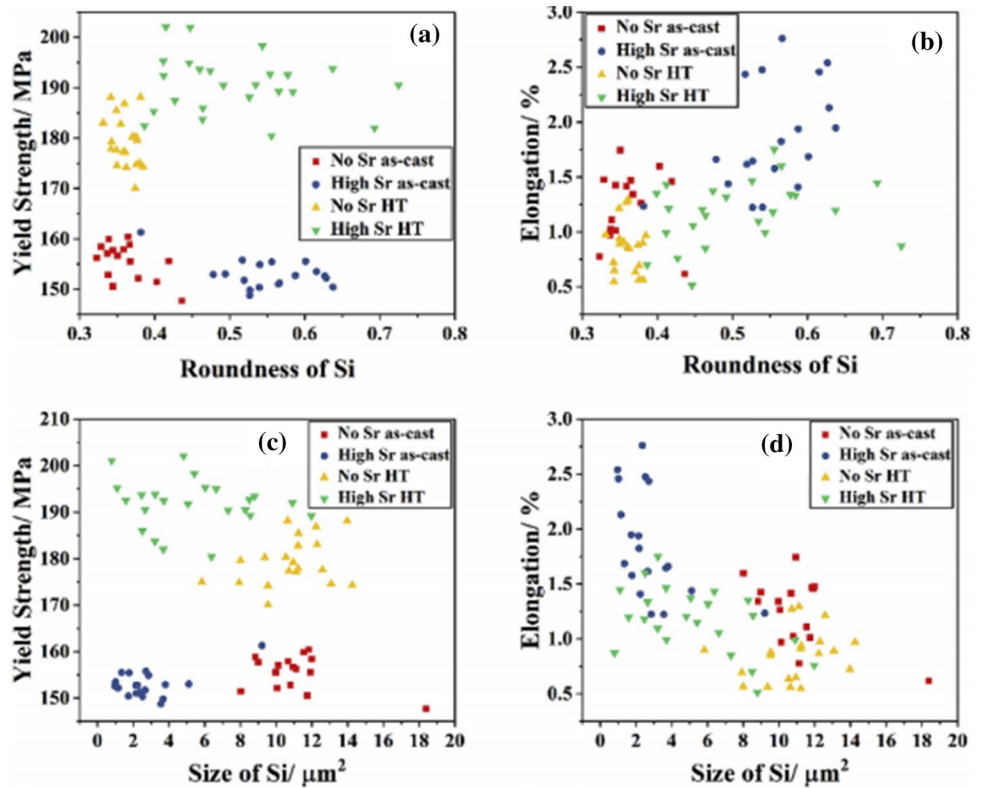 (a)
Yield Strength/ MPa
200
190
180
170
160
150
No Sr as-cast
High Sr as-cast
No Sr HT
High Sr HT
0.3 0.4 0.5 0.6 0.7 0.8
Roundness of Si
(b)
Elongation/ %
3.0
2.5
2.0
1.5
1.0
0.5
No Sr as-cast
High Sr as-cast
No Sr HT
High Sr HT
0.3 0.4 0.5 0.6 0.7 0.8
Roundness of Si
(c)
Yield Strength/ MPa
210
200
190
180
170
160
150
No Sr as-cast
High Sr as-cast
No Sr HT
High Sr HT
0 2 4 6 8 10 12 14 16 18 20
Size of Si/ μm²
(d)
Elongation/ %
3.0
2.5
2.0
1.5
1.0
0.5
No Sr as-cast
High Sr as-cast
No Sr HT
High Sr HT
0 2 4 6 8 10 12 14 16 18 20
Size of Si/ μm²